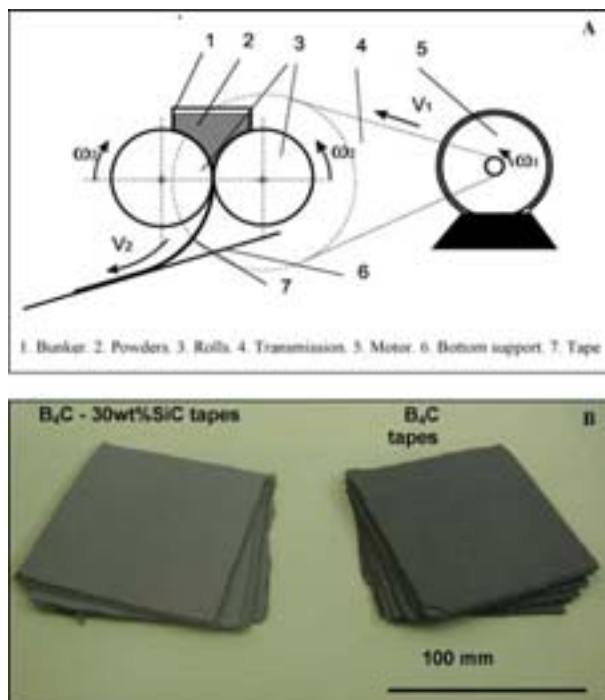 1 2 3 4 5 A
V₁
ω₂ ω₂ ω₁
V₂
6
7
1. Bunker. 2. Powders. 3. Rolls. 4. Transmission. 5. Motor. 6. Bottom support. 7. Tape
B₄C - 30wt%SiC tapes B₄C B
tapes
100 mm